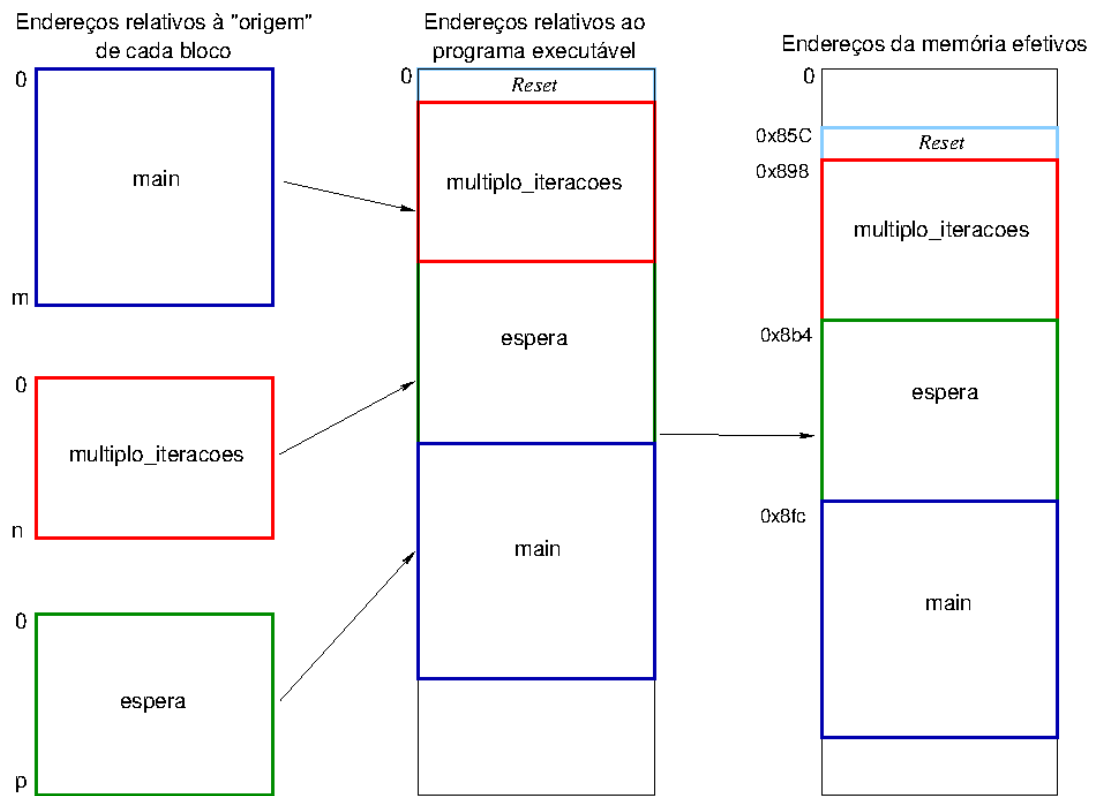 Endereços relativos à "origem"
de cada bloco
0
main
m
0
multiplo_iteracoes
n
0
espera
p
Endereços relativos ao
programa executável
0
Reset
multiplo_iteracoes
espera
main
Endereços da memória efetivos
0
0x85C
Reset
0x898
multiplo_iteracoes
0x8b4
espera
0x8fc
main